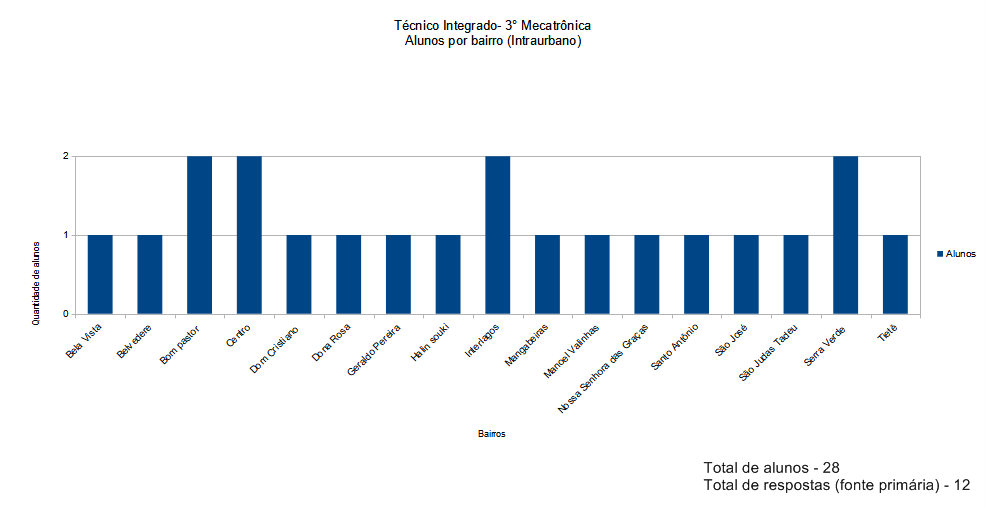 Técnico Integrado- 3° Mecatrônica
Alunos por bairro (Intraurbano)
2
1
0
Quantidade de alunos
Bela Vista
Belvedere
Bom pastor
Centro
Dom Cristiano
Dona Rosa
Geraldo Pereira
Halin souki
Interlagos
Mangabeiras
Manoel Valinhas
Nossa Senhora das Graças
Santo Antônio
São José
São Judas Tadeu
Serra Verde
Tietê
Alunos
Bairros
Total de alunos - 28
Total de respostas (fonte primária) - 12